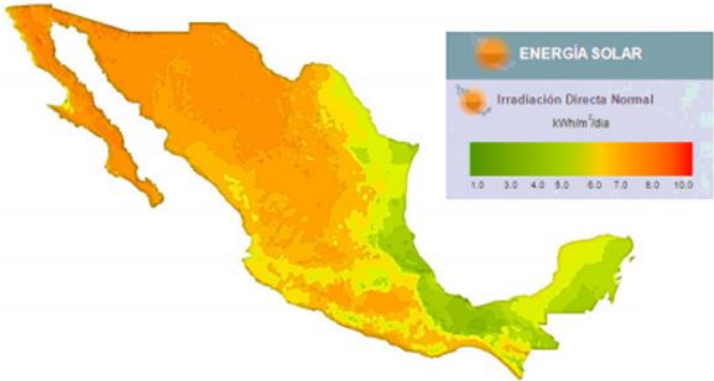 ENERGÍA SOLAR
Irradiación Directa Normal
kWh/m²/dia
1.0 3.0 4.0 5.0 6.0 7.0 8.0 10.0